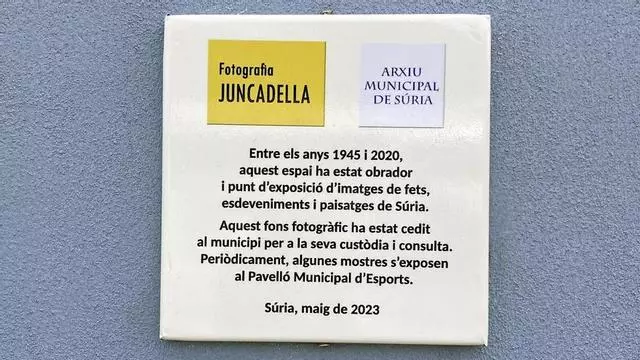 Fotografia
JUNCADELLA
ARXIU
MUNICIPAL
DE SÚRIA
Entre els anys 1945 i 2020,
aquest espai ha estat obrador
i punt d'exposició d'imatges de fets,
esdeveniments i paisatges de Súria.
Aquest fons fotogràfic ha estat cedit
al municipi per a la seva custòdia i consulta.
Periòdicament, algunes mostres s'exposen
al Pavelló Municipal d'Esports.
Súria, maig de 2023